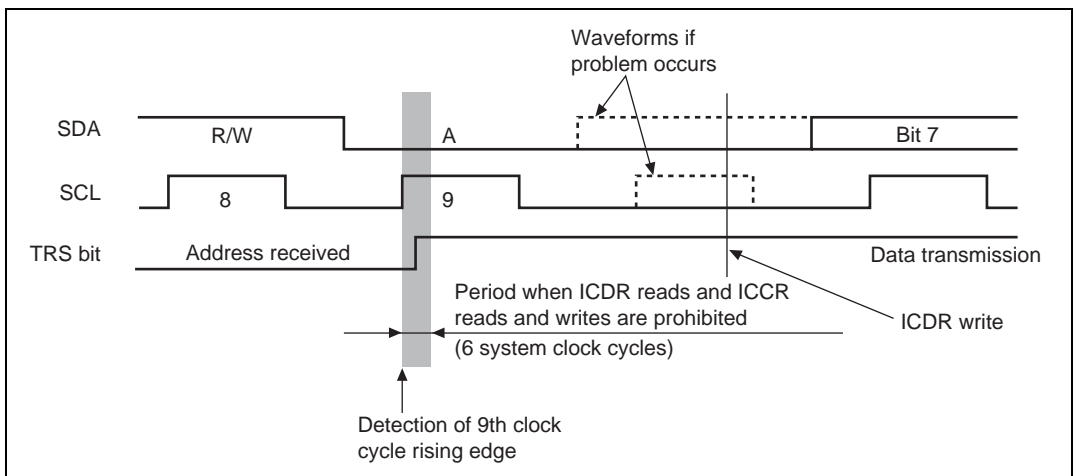 Waveforms if
problem occurs
SDA
R/W
A
Bit 7
SCL
8
9
TRS bit
Address received
Data transmission
Period when ICDR reads and ICCR
reads and writes are prohibited
(6 system clock cycles)
ICDR write
Detection of 9th clock
cycle rising edge